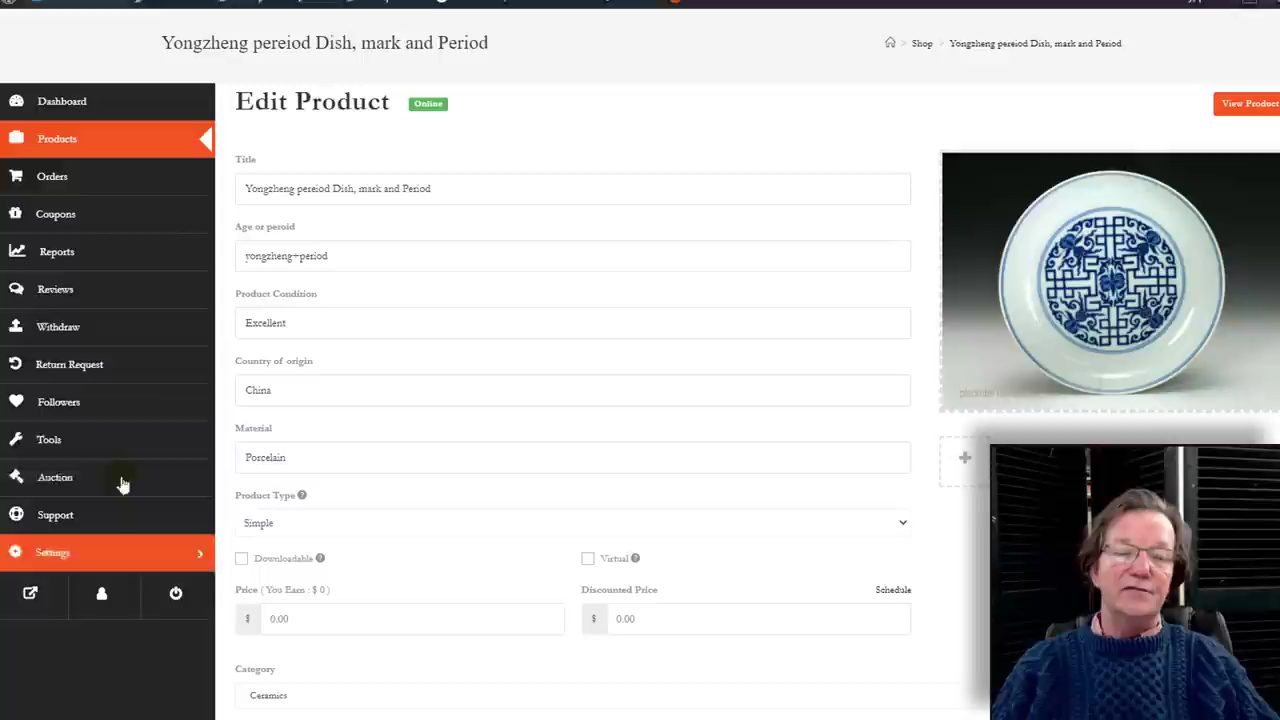 Yongzheng pereiod Dish, mark and Period
> Shop > Yongzheng pereiod Dish, mark and Period
Dashboard
Products
Orders
Coupons
Reports
Reviews
Withdraw
Return Request
Followers
Tools
Auction
Support
Settings
Edit Product
Online
View Product
Title
Yongzheng pereiod Dish, mark and Period
Age or peroid
yongzheng+period
Product Condition
Excellent
Country of origin
China
Material
Porcelain
Product Type
Simple
Downloadable
Virtual
Price ( You Earn : $ 0 )
Discounted Price
Schedule
$ 0.00
$ 0.00
Category
Ceramics